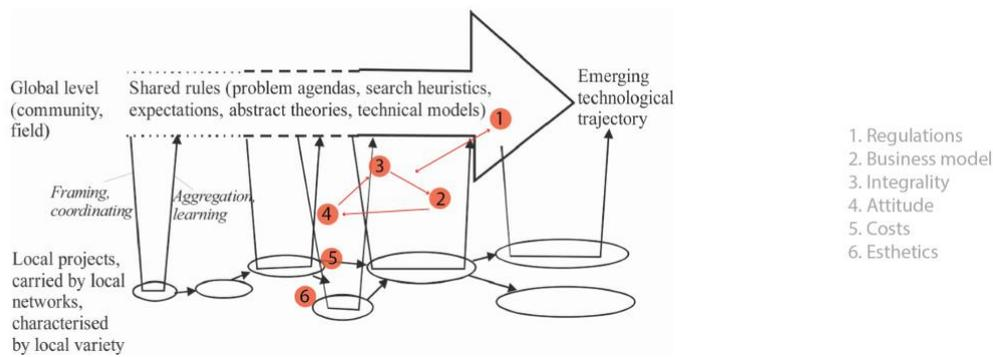 Global level
(community,
field)
Shared rules (problem agendas, search heuristics,
expectations, abstract theories, technical models)
Emerging
technological
trajectory
1
3
2
4
5
6
Framing,
coordinating
Aggregation,
learning
Local projects,
carried by local
networks,
characterised
by local variety
1. Regulations
2. Business model
3. Integrality
4. Attitude
5. Costs
6. Esthetics